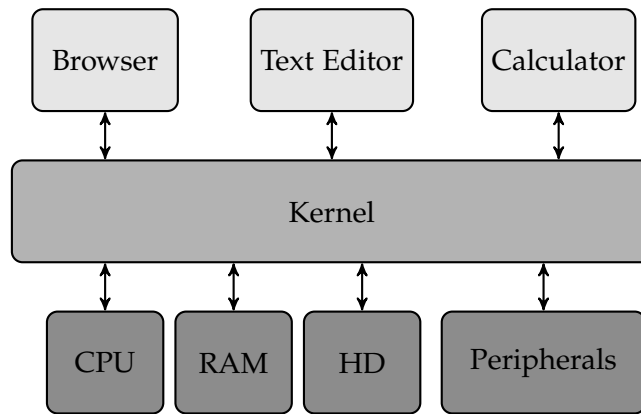 Browser
Text Editor
Calculator
Kernel
CPU
RAM
HD
Peripherals